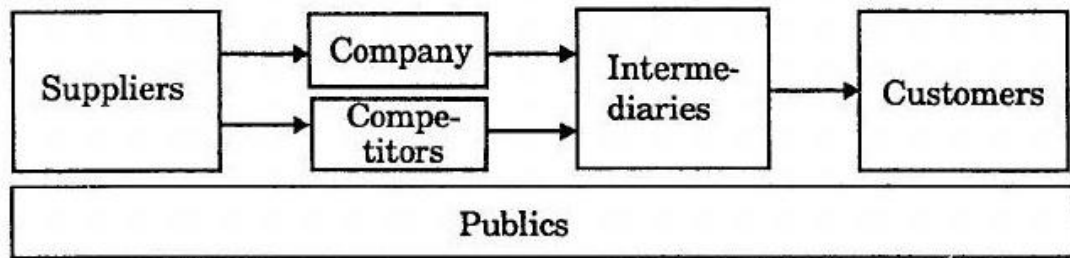 Suppliers
Company
Compe-
titors
Interme-
diaries
Customers
Publics